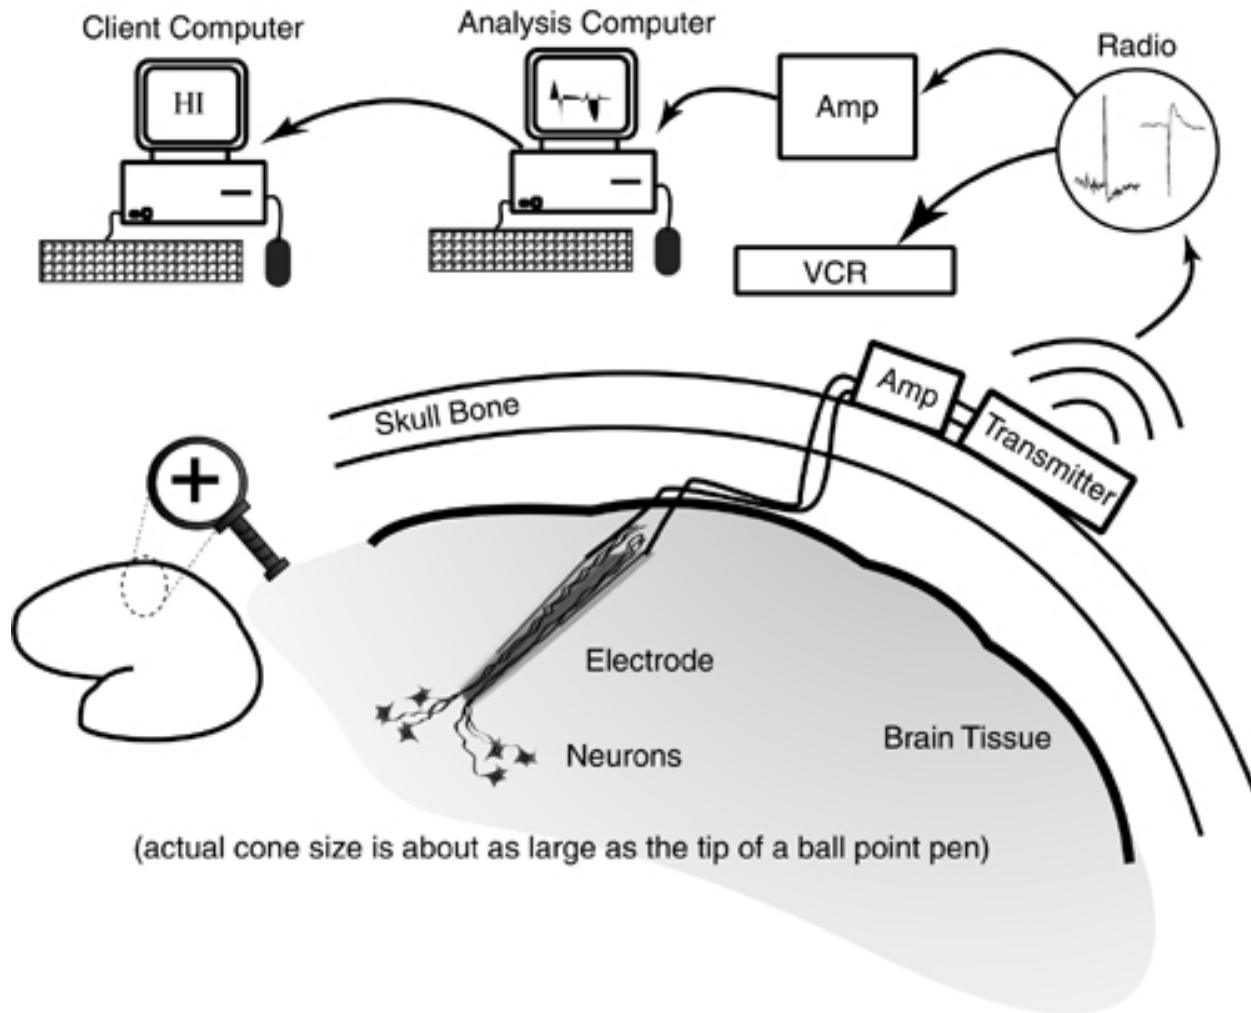 Client Computer
Analysis Computer
Radio
HI
Amp
VCR
Amp
Transmitter
Skull Bone
Electrode
Neurons
Brain Tissue
(actual cone size is about as large as the tip of a ball point pen)